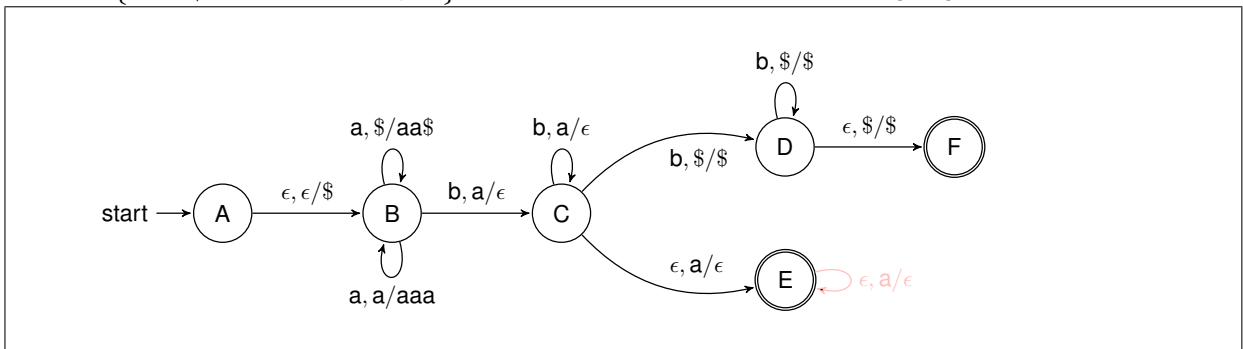 b, $/$
a, $/aa$
b, a/ϵ
D
ϵ, $/$
F
b, $/$
start
A
ϵ, ϵ/$
B
b, a/ϵ
C
ϵ, a/ϵ
E
ϵ, a/ϵ
a, a/aaa